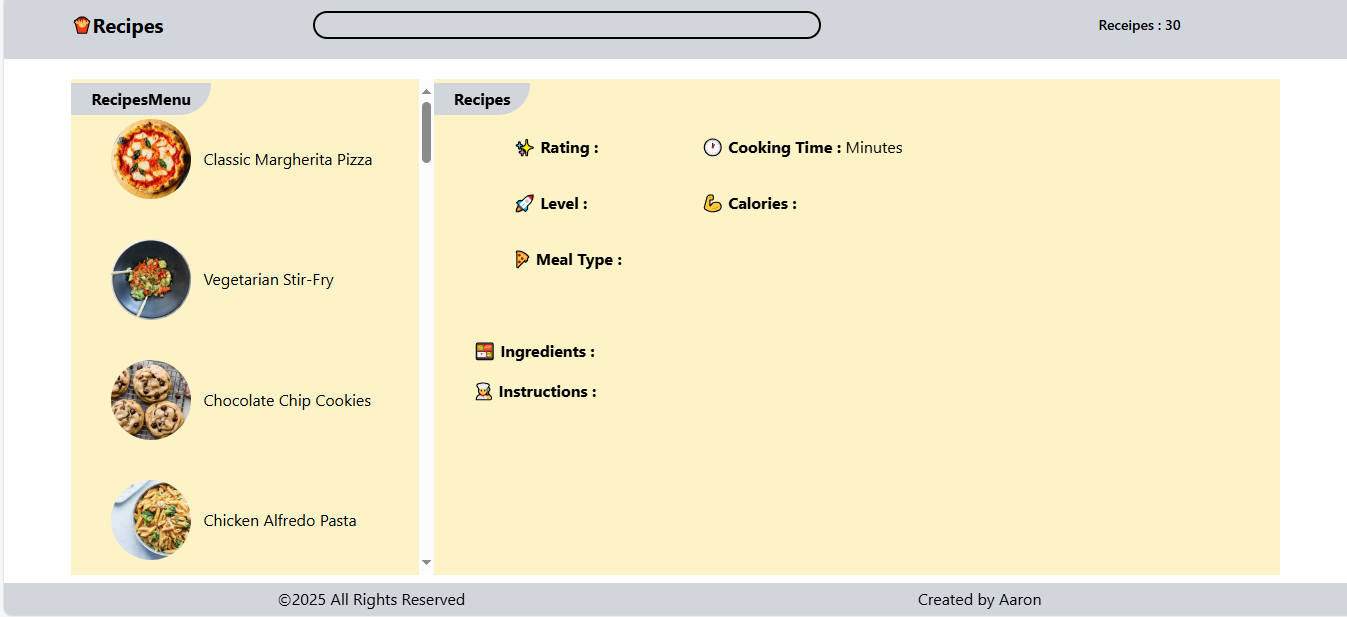 Recipes
Receipes : 30
RecipesMenu
Classic Margherita Pizza
Vegetarian Stir-Fry
Chocolate Chip Cookies
Chicken Alfredo Pasta
Recipes
Rating :
Cooking Time : Minutes
Level :
Calories :
Meal Type :
Ingredients :
Instructions :
©2025 All Rights Reserved
Created by Aaron